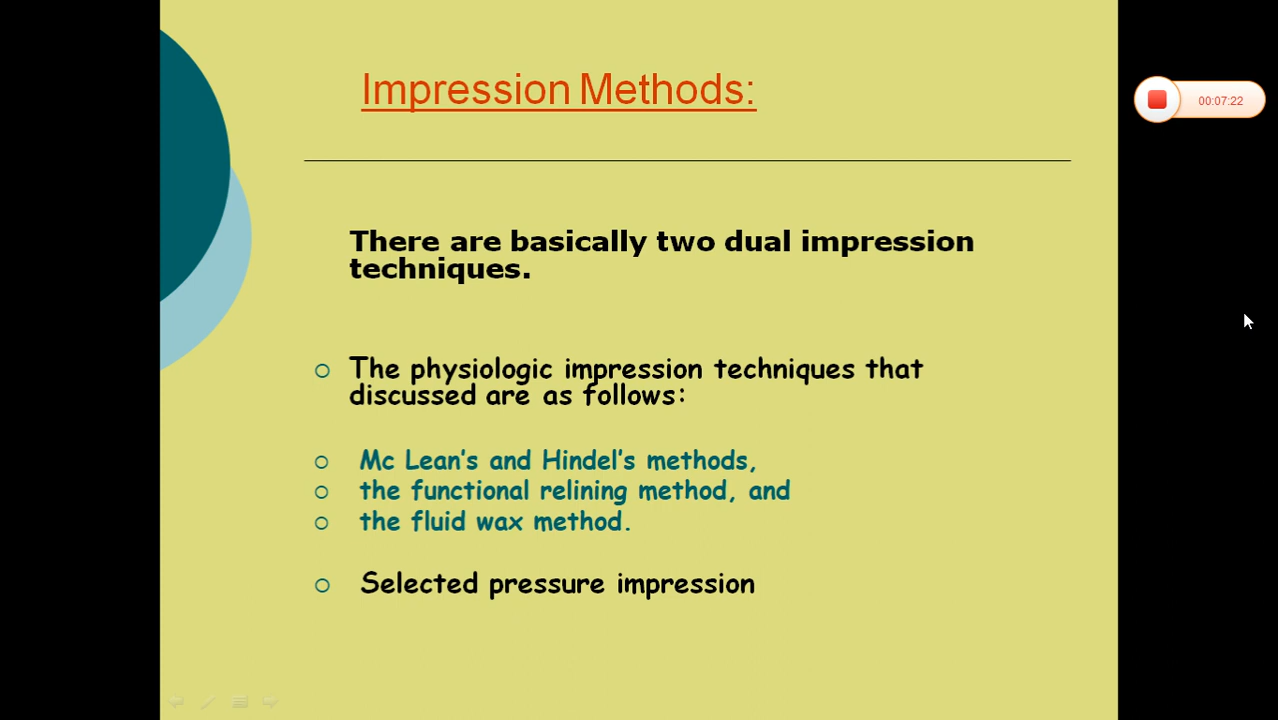 Impression Methods:
00:07:22
There are basically two dual impression
techniques.
The physiologic impression techniques that
discussed are as follows:
Mc Lean's and Hindel's methods,
the functional relining method, and
the fluid wax method.
Selected pressure impression